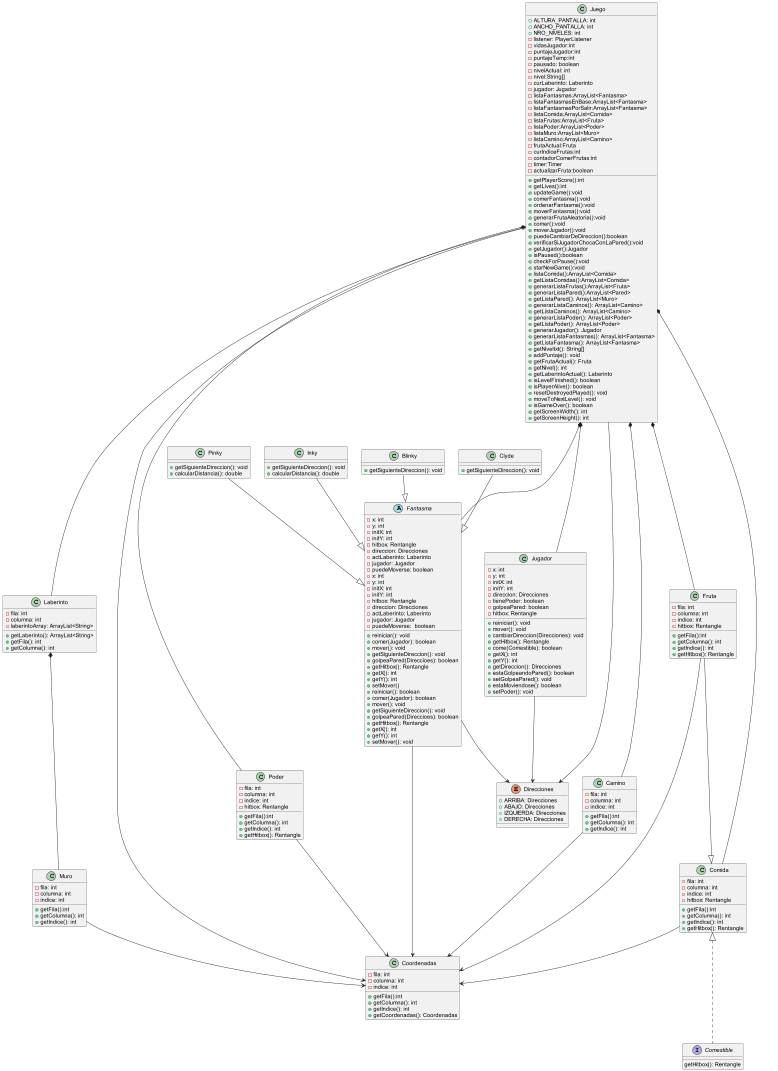 Juego
ALTURA_PANTALLA: int
ANCHO_PANTALLA: int
NRO_NIVELES: int
listener: PlayerListener
vidasJugador:int
puntajeJugador:int
puntajeTemp:int
pausado: boolean
nivelActual: int
nivel:String[]
curLaberinto: Laberinto
jugador: Jugador
listaFantasmas:ArrayList<Fantasma>
listaFantasmasEnBase:ArrayList<Fantasma>
listaFantasmasPorSalir:ArrayList<Fantasma>
listaComida:ArrayList<Comida>
listaFrutas:ArrayList<Fruta>
listaPoder:ArrayList<Poder>
listaMuro:ArrayList<Muro>
listaCamino:ArrayList<Camino>
frutaActual:Fruta
curIndiceFrutas:int
contadorComerFrutas:int
timer:Timer
actualizarFruta:boolean
getPlayerScore():int
getLives():int
updateGame():void
comerFantasma():void
ordenarFantasma():void
moverFantasma():void
generarFrutaAleatoria():void
comer():void
moverJugador():void
puedeCambiarDeDireccion():boolean
verificarSiJugadorChocaConLaPared():void
getJugador():Jugador
isPaused():boolean
checkForPause():void
starNewGame():void
listaComida():ArrayList<Comida>
getListaComidas():ArrayList<Comida>
generarListaFrutas():ArrayList<Fruta>
generarListaPared():ArrayList<Pared>
getListaPared(): ArrayList<Muro>
generarListaCaminos(): ArrayList<Camino>
getListaCaminos(): ArrayList<Camino>
generarListaPoder(): ArrayList<Poder>
getListaPoder(): ArrayList<Poder>
generarJugador(): Jugador
generarListaFantasmas(): ArrayList<Fantasma>
getListaFantasma(): ArrayList<Fantasma>
getNiveltxt(): String[]
addPuntaje(): void
getFrutaActual(): Fruta
getNivel(): int
getLaberintoActual(): Laberinto
isLevelFinished(): boolean
isPlayerAlive(): boolean
resetDestroyedPlayed(): void
moveToNextLevel(): void
isGameOver(): boolean
getScreenWidth(): int
getScreenHeight(): int
Pinky
getSiguienteDireccion(): void
calcularDistancia(): double
Inky
getSiguienteDireccion(): void
calcularDistancia(): double
Blinky
getSiguienteDireccion(): void
Clyde
getSiguienteDireccion(): void
Fantasma
x: int
y: int
initX: int
initY: int
hitbox: Rentangle
direccion: Direcciones
actLaberinto: Laberinto
jugador: Jugador
puedeMoverse: boolean
x: int
y: int
initX: int
initY: int
hitbox: Rentangle
direccion: Direcciones
actLaberinto: Laberinto
jugador: Jugador
puedeMoverse: boolean
reiniciar(): void
comer(Jugador): boolean
mover(): void
getSiguienteDireccion(): void
golpeaPared(Direccioes): boolean
getHitbox(): Rentangle
getX(): int
getY(): int
setMover()
reiniciar(): boolean
comer(Jugador): boolean
mover(): void
getSiguienteDireccion(): void
golpeaPared(Direccioes): boolean
getHitbox(): Rentangle
getX(): int
getY(): int
setMover(): void
Jugador
x: int
y: int
initX: int
initY: int
direccion: Direcciones
tienePoder: boolean
golpeaPared: boolean
hitbox: Rentangle
reiniciar(): void
mover(): void
cambiarDireccion(Direcciones): void
getHitbox(): Rentangle
come(Comestible): boolean
getX(): int
getY(): int
getDireccion(): Direcciones
estaGolpeandoPared(): boolean
setGolpeaPared(): void
estaMoviendose(): boolean
setPoder(): void
Laberinto
fila: int
columna: int
laberintoArray: ArrayList<String>
getLaberinto(): ArrayList<String>
getFila(): int
getColumna(): int
Fruta
fila: int
columna: int
indice: int
hitbox: Rentangle
getFila():int
getColumna(): int
getIndice(): int
getHitbox(): Rentangle
Poder
fila: int
columna: int
indice: int
hitbox: Rentangle
getFila():int
getColumna(): int
getIndice(): int
getHitbox(): Rentangle
Direcciones
ARRIBA: Direcciones
ABAJO: Direcciones
IZQUIERDA: Direcciones
DERECHA: Direcciones
Camino
fila: int
columna: int
indice: int
getFila():int
getColumna(): int
getIndice(): int
Muro
fila: int
columna: int
indice: int
getFila():int
getColumna(): int
getIndice(): int
Comida
fila: int
columna: int
indice: int
hitbox: Rentangle
getFila():int
getColumna(): int
getIndice(): int
getHitbox(): Rentangle
Coordenadas
fila: int
columna: int
indice: int
getFila():int
getColumna(): int
getIndice(): int
getCoordenadas(): Coordenadas
Comestible
getHitbox(): Rentangle